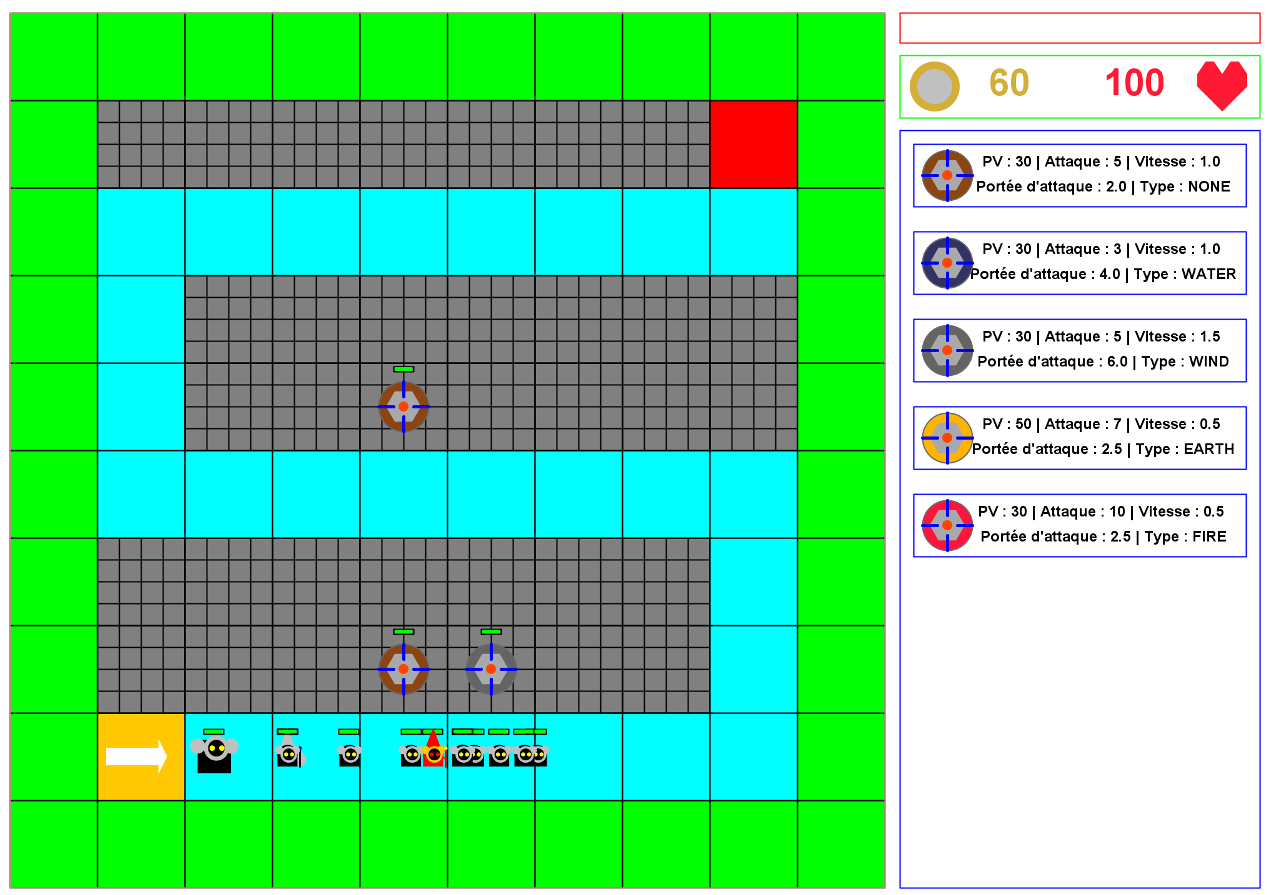 60 100
PV : 30 | Attaque : 5 | Vitesse : 1.0
Portée d'attaque : 2.0 | Type : NONE
PV : 30 | Attaque : 3 | Vitesse : 1.0
Portée d'attaque : 4.0 | Type : WATER
PV : 30 | Attaque : 5 | Vitesse : 1.5
Portée d'attaque : 6.0 | Type : WIND
PV : 50 | Attaque : 7 | Vitesse : 0.5
Portée d'attaque : 2.5 | Type : EARTH
PV : 30 | Attaque : 10 | Vitesse : 0.5
Portée d'attaque : 2.5 | Type : FIRE